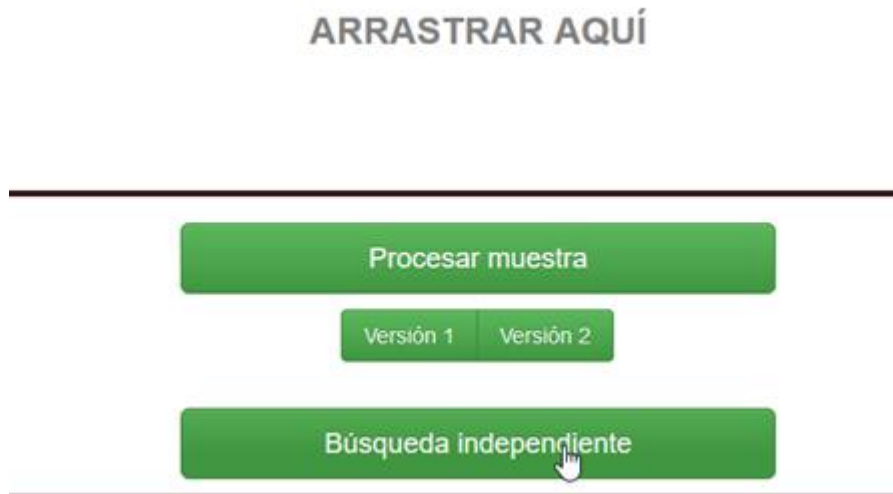 ARRASTRAR AQUÍ
Procesar muestra
Versión 1 Versión 2
Búsqueda independiente